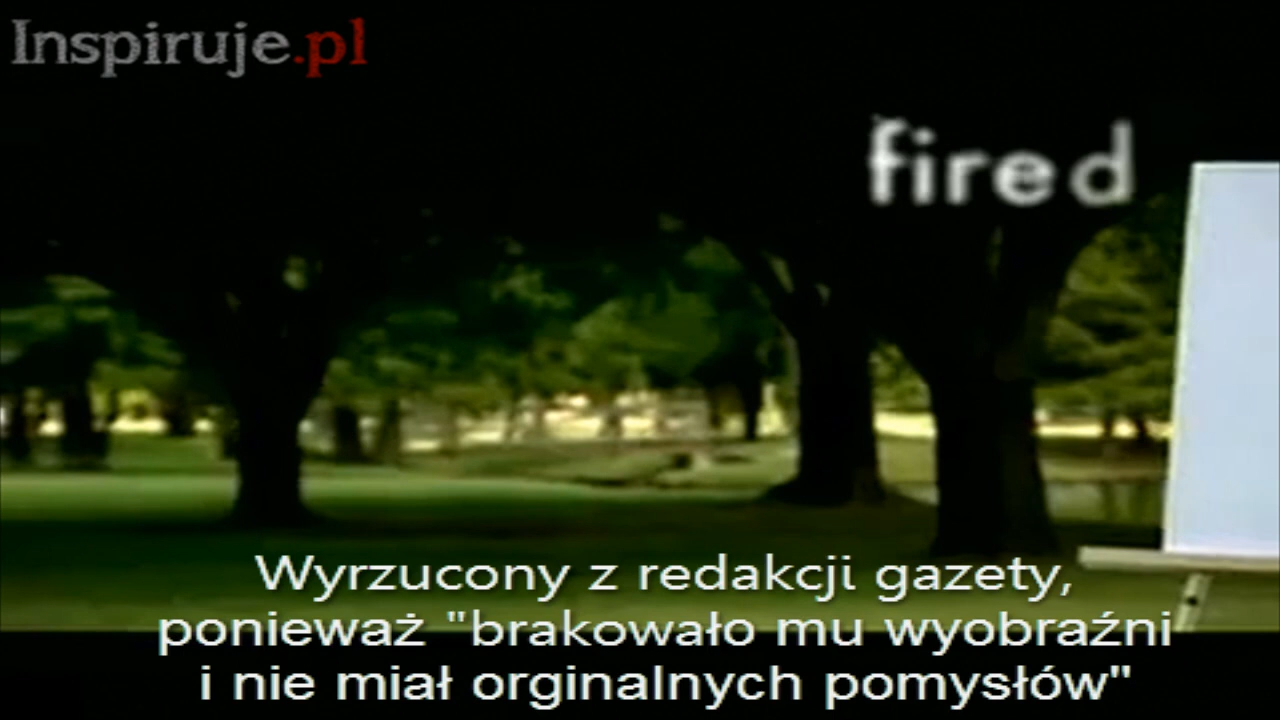 Inspiruje.pl
fired
Wyrzucony z redakcji gazety,
ponieważ "brakowało mu wyobraźni
i nie miał orginalnych pomysłów"